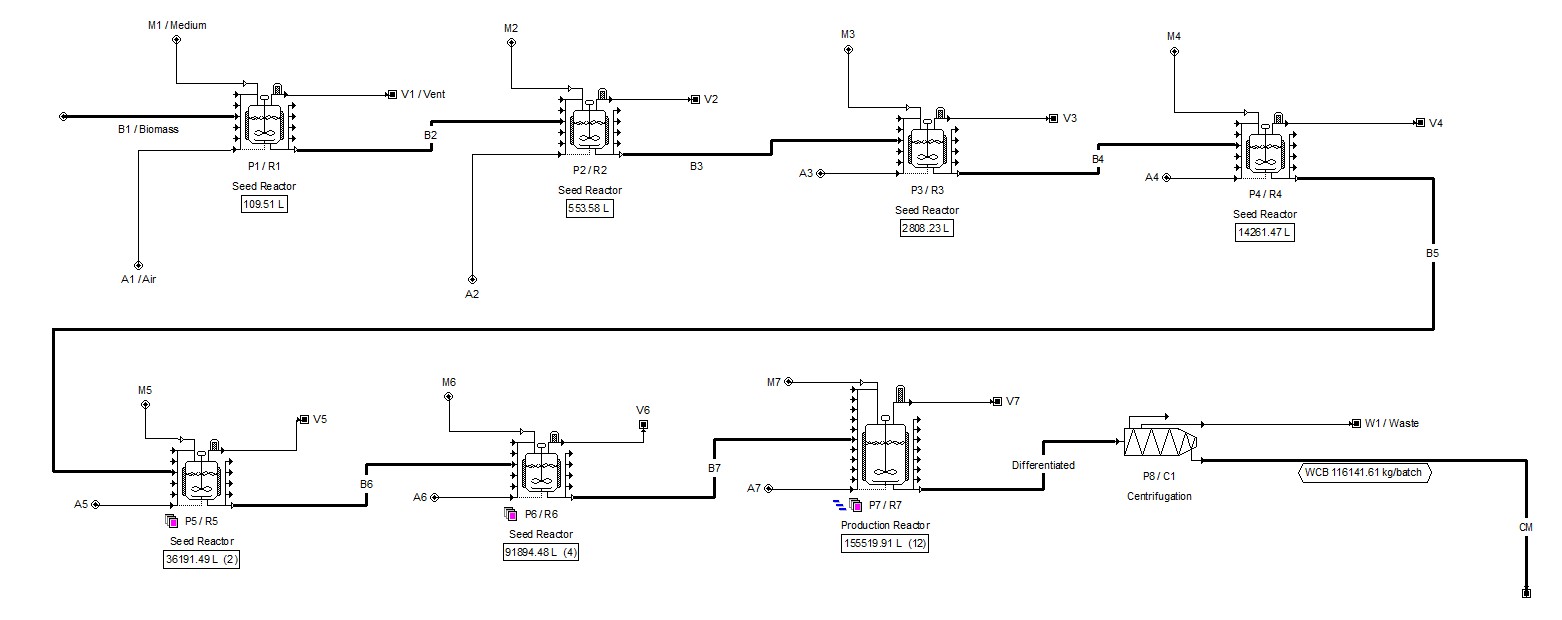 M1 / Medium
M2
M3
M4
V1 / Vent
V2
V3
V4
B1 / Biomass
B2
B3
B4
A3
A4
P1 / R1
Seed Reactor
109.51 L
P2 / R2
Seed Reactor
553.58 L
P3 / R3
Seed Reactor
2808.23 L
P4 / R4
Seed Reactor
14261.47 L
A1 / Air
A2
B5
M5
M6
M7
V5
V6
V7
W1 / Waste
B6
B7
Differentiated
WCB 116141.61 kg/batch
A5
A6
A7
P5 / R5
Seed Reactor
36191.49 L (2)
P6 / R6
Seed Reactor
91894.48 L (4)
P7 / R7
Production Reactor
155519.91 L (12)
P8 / C1
Centrifugation
CM